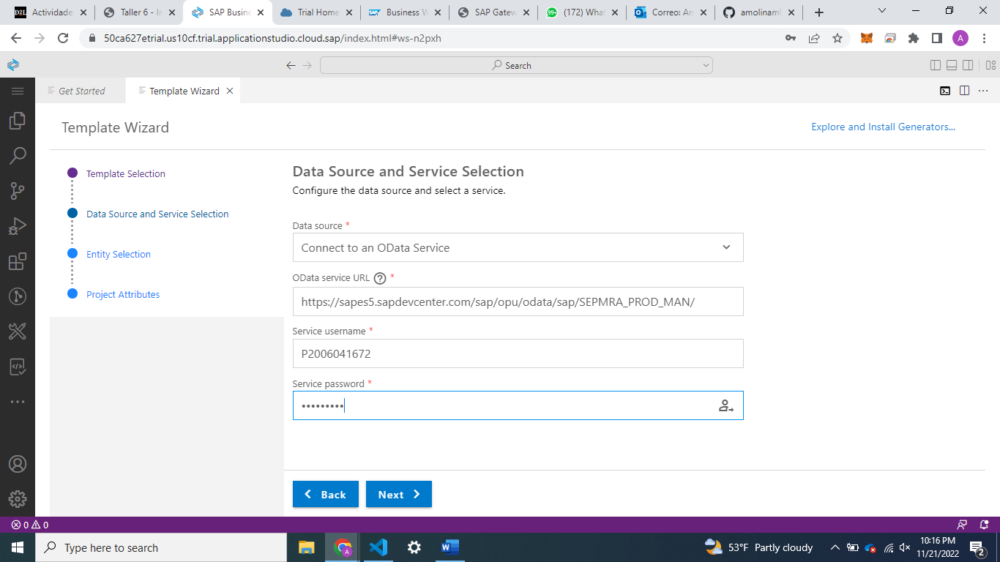 Actividade
Taller 6 - Ir
SAP Busine
Trial Home
Business W
SAP Gatew
(172) What
Correo: An
amolinam(
50ca627etrial.us10cf.trial.applicationstudio.cloud.sap/index.html#ws-n2pxh
Search
Get Started
Template Wizard
Template Wizard
Explore and Install Generators...
Template Selection
Data Source and Service Selection
Entity Selection
Project Attributes
Data Source and Service Selection
Configure the data source and select a service.
Data source *
Connect to an OData Service
OData service URL ? *
https://sapes5.sapdevcenter.com/sap/opu/odata/sap/SEPMRA_PROD_MAN/
Service username *
P2006041672
Service password *
•••••••••
Back
Next
0 0
Type here to search
53°F Partly cloudy
10:16 PM
11/21/2022
2